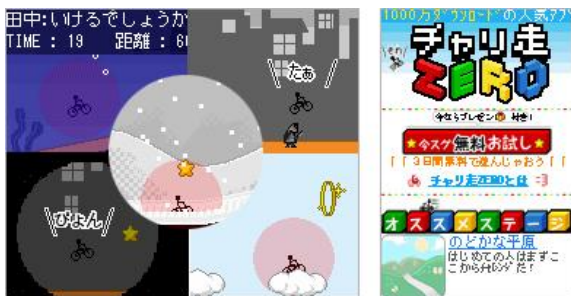 田中:いけるでしょうか
TIME : 19 距離 : 6
たぁ
ぴょん
1000万ダウンロードの人気アプ
チャリ走
ZERO
今ならプレゼント付き!
★今スグ無料お試し★
「「3日間無料で遊んじゃおう「「
チャリ走ZEROとは
オススメステージ
のどかな平原
はじめての人はまずこ
こからチャレンジだ!